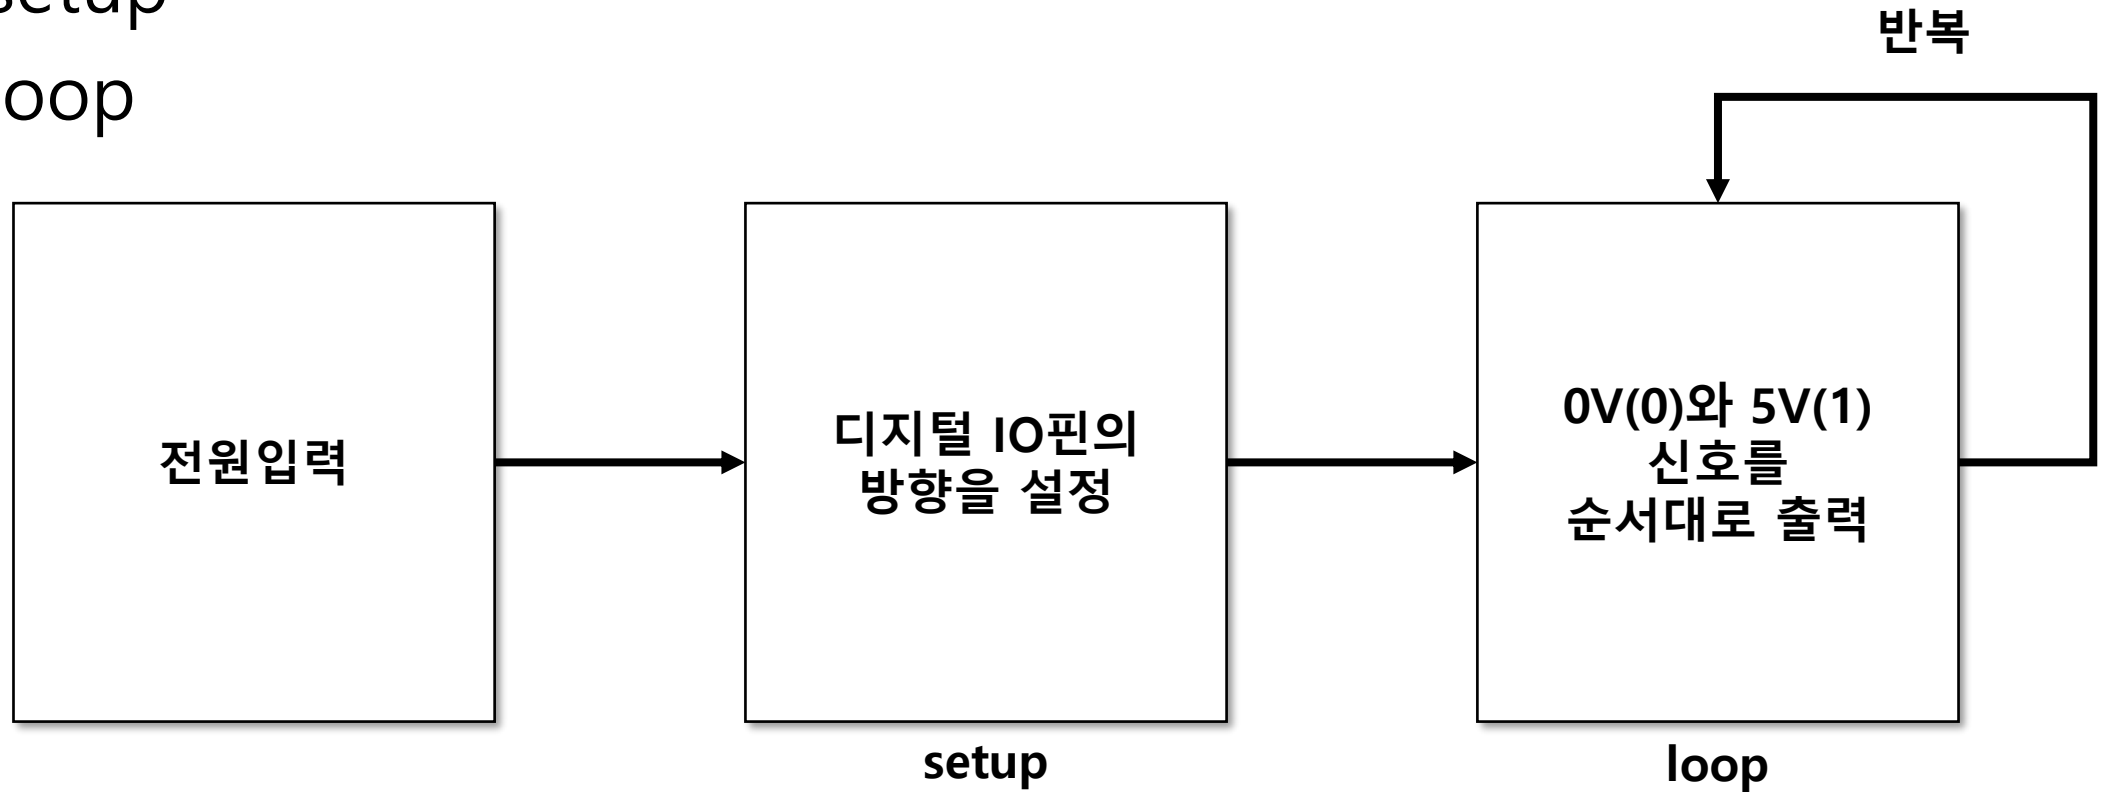 setup
loop
반복
전원입력
디지털 IO핀의
방향을 설정
0V(0)와 5V(1)
신호를
순서대로 출력
setup
loop